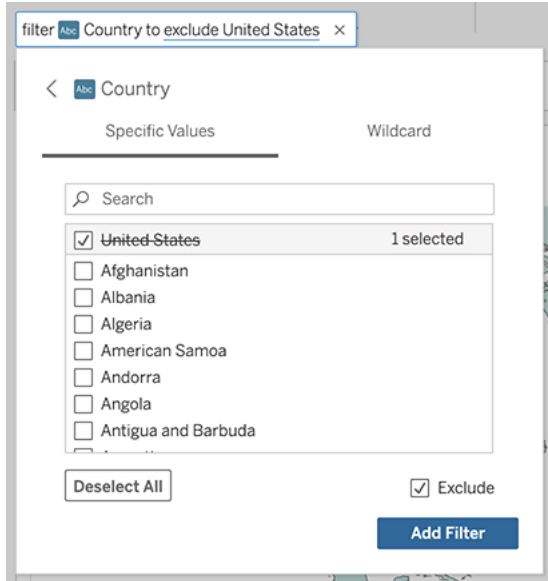 filter Abc Country to exclude United States ×
Abc Country
Specific Values Wildcard
Search
United States 1 selected
Afghanistan
Albania
Algeria
American Samoa
Andorra
Angola
Antigua and Barbuda
Deselect All Exclude
Add Filter